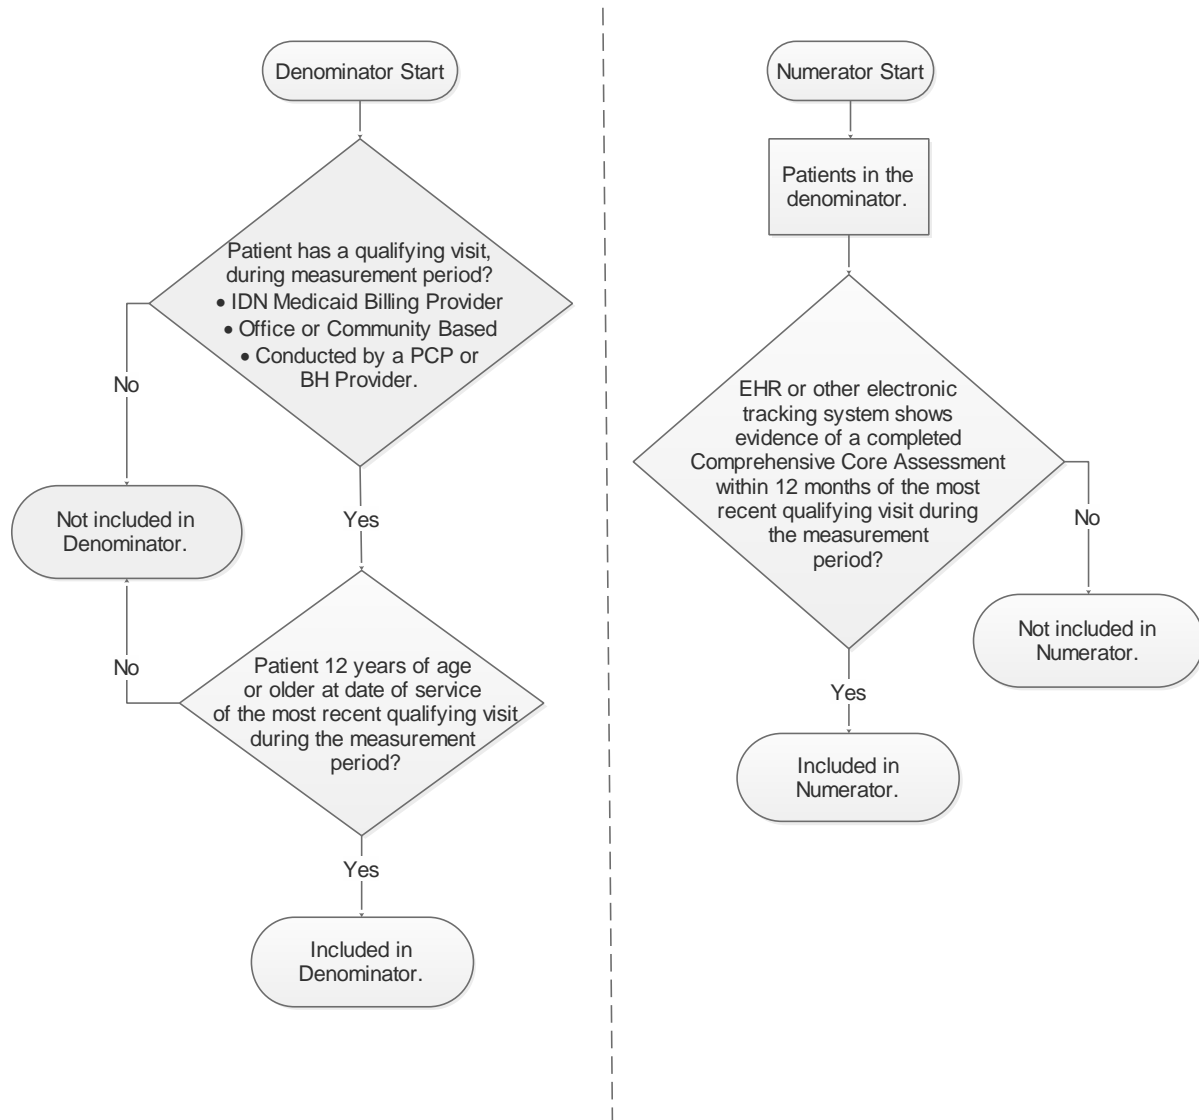 Denominator Start
Patient has a qualifying visit,
during measurement period?
• IDN Medicaid Billing Provider
• Office or Community Based
• Conducted by a PCP or
BH Provider.
No
Yes
Not included in
Denominator.
No
Patient 12 years of age
or older at date of service
of the most recent qualifying visit
during the measurement
period?
Yes
Included in
Denominator.
Numerator Start
Patients in the
denominator.
EHR or other electronic
tracking system shows
evidence of a completed
Comprehensive Core Assessment
within 12 months of the most
recent qualifying visit during
the measurement
period?
No
Not included in
Numerator.
Yes
Included in
Numerator.